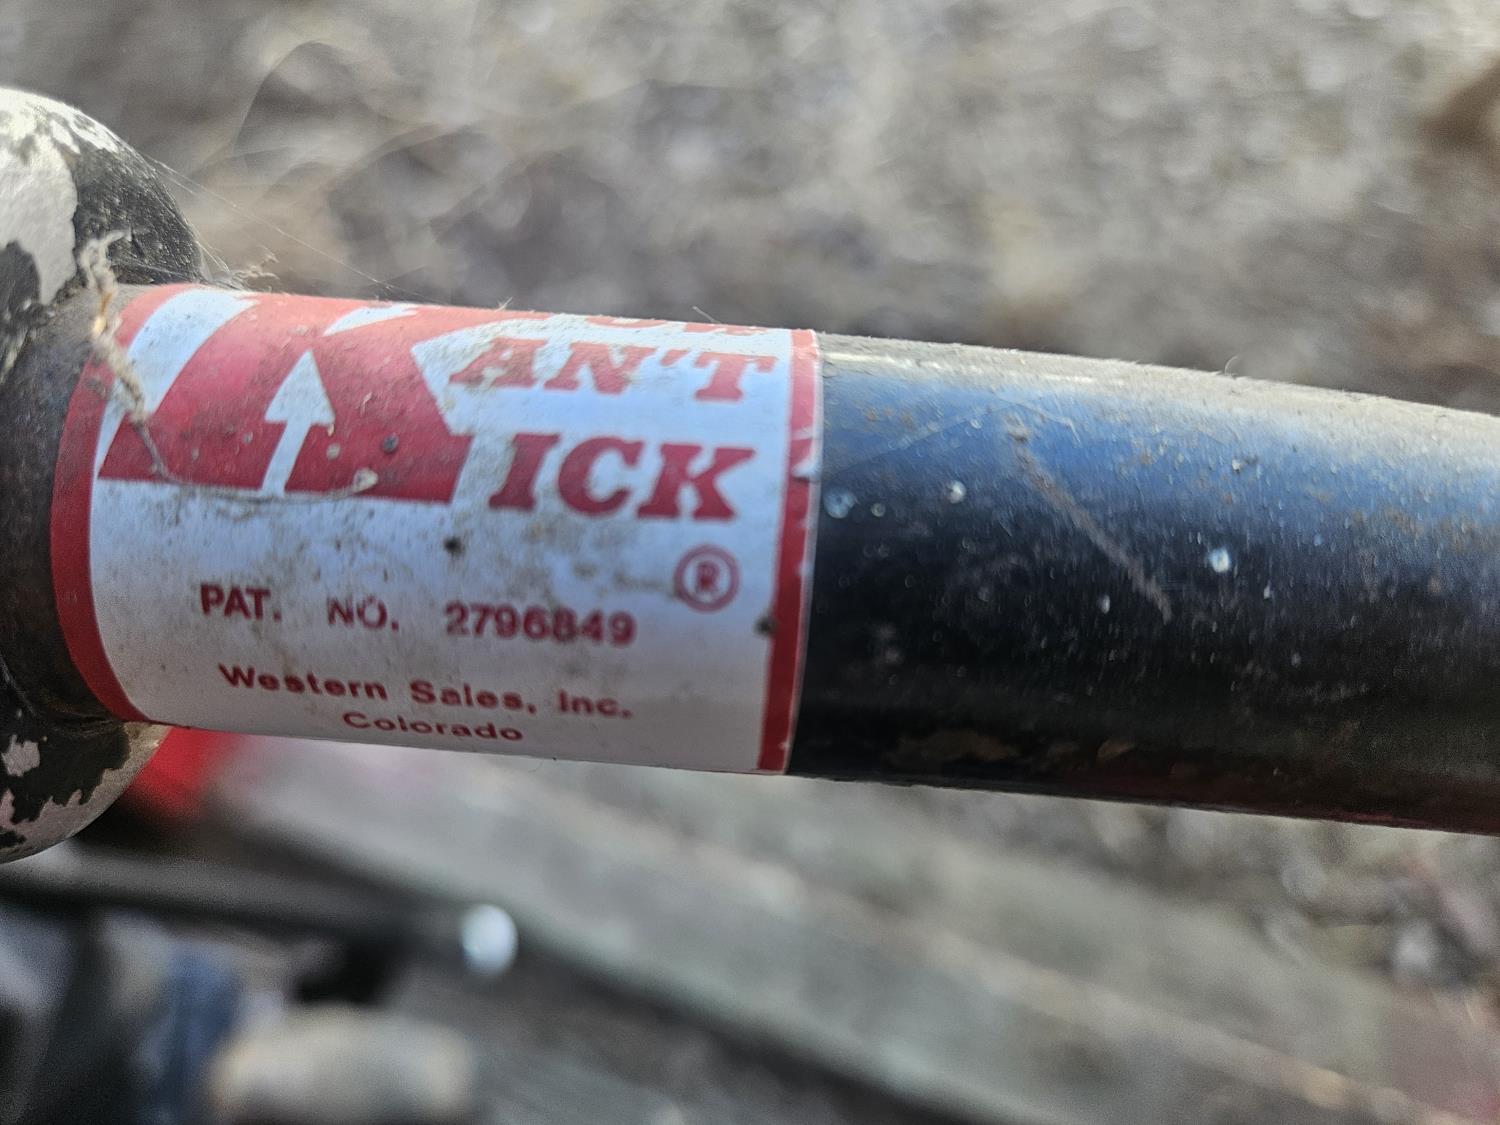 AN'T
ICK
®
PAT. NO. 2796849
Western Sales, Inc.
Colorado